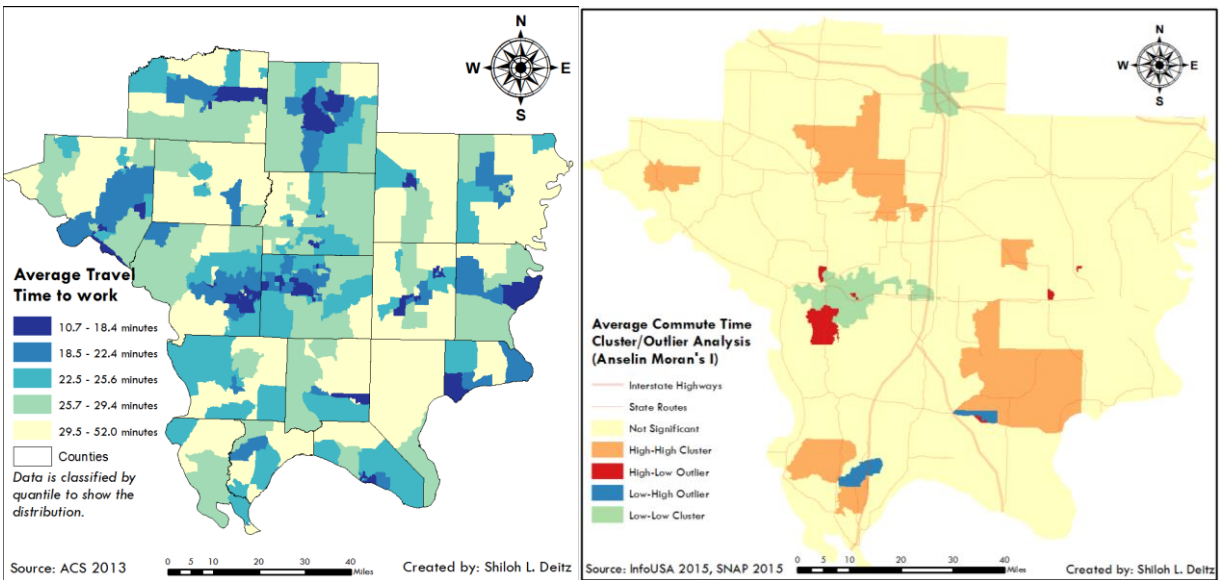 N
W E
S
Average Travel
Time to work
10.7 - 18.4 minutes
18.5 - 22.4 minutes
22.5 - 25.6 minutes
25.7 - 29.4 minutes
29.5 - 52.0 minutes
Counties
Data is classified by
quantile to show the
distribution.
Source: ACS 2013
0 5 10 20 30 40
Miles
Created by: Shiloh L. Deitz
N
W E
S
Average Commute Time
Cluster/Outlier Analysis
(Anselin Moran's I)
Interstate Highways
State Routes
Not Significant
High-High Cluster
High-Low Outlier
Low-High Outlier
Low-Low Cluster
Source: InfoUSA 2015, SNAP 2015
0 5 10 20 30 40
Miles
Created by: Shiloh L. Deitz